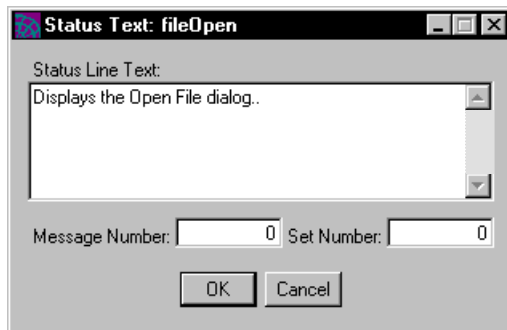 Status Text: fileOpen
Status Line Text:
Displays the Open File dialog..
Message Number: 0 Set Number: 0
OK Cancel